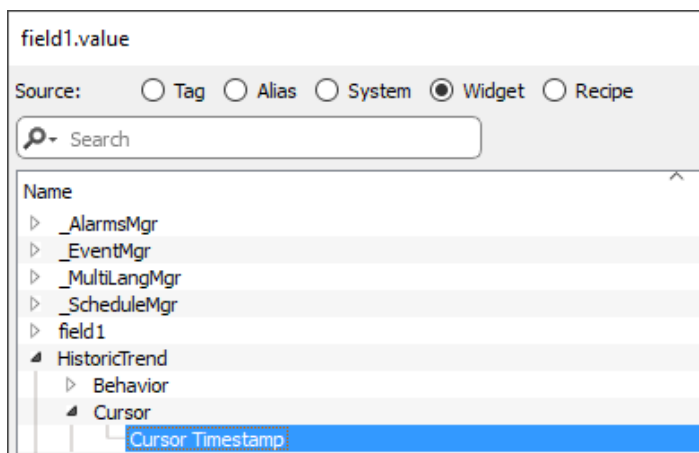 field1.value
Source: Tag Alias System Widget Recipe
Search
Name
_AlarmsMgr
_EventMgr
_MultiLangMgr
_ScheduleMgr
field1
HistoricTrend
Behavior
Cursor
Cursor Timestamp